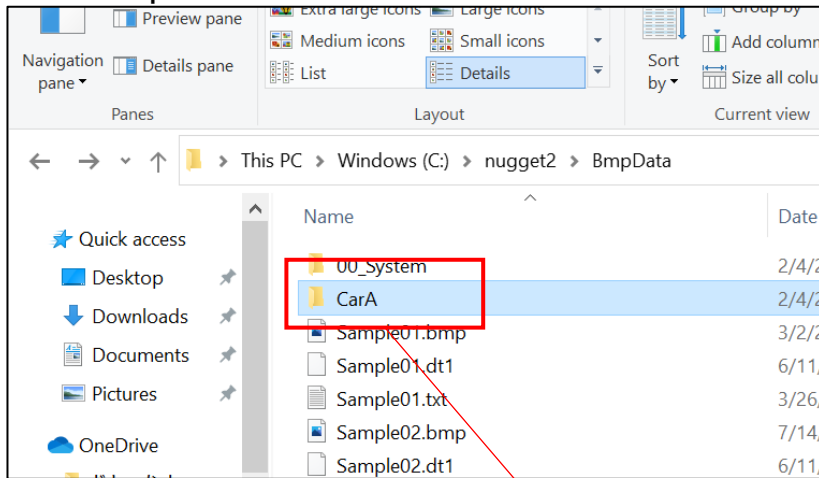 Preview pane
Extra large icons Large icons
Group by
Navigation pane
Medium icons Small icons
Add column
Details pane
List Details
Sort by
Size all colu
Panes Layout Current view
This PC > Windows (C:) > nugget2 > BmpData
Name Date
Quick access
00_System 2/4/2
Desktop
CarA 2/4/2
Downloads
Sample01.bmp 3/2/2
Documents
Sample01.dt1 6/11/
Pictures
Sample01.txt 3/26/
Sample02.bmp 7/14/
OneDrive
Sample02.dt1 6/11/